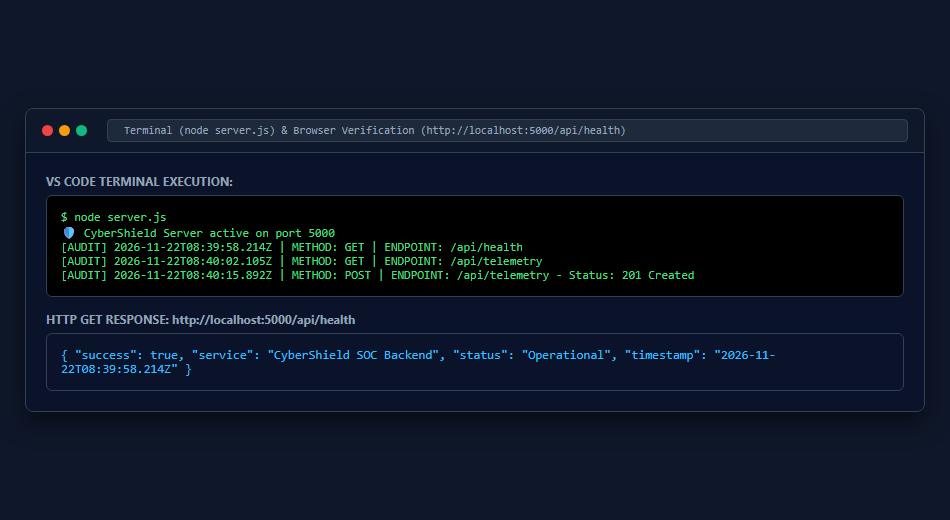 Terminal (node server.js) & Browser Verification (http://localhost:5000/api/health)
VS CODE TERMINAL EXECUTION:
$ node server.js
🛡️ CyberShield Server active on port 5000
[AUDIT] 2026-11-22T08:39:58.214Z | METHOD: GET | ENDPOINT: /api/health
[AUDIT] 2026-11-22T08:40:02.105Z | METHOD: GET | ENDPOINT: /api/telemetry
[AUDIT] 2026-11-22T08:40:15.892Z | METHOD: POST | ENDPOINT: /api/telemetry - Status: 201 Created
HTTP GET RESPONSE: http://localhost:5000/api/health
{ "success": true, "service": "CyberShield SOC Backend", "status": "Operational", "timestamp": "2026-11-
22T08:39:58.214Z" }